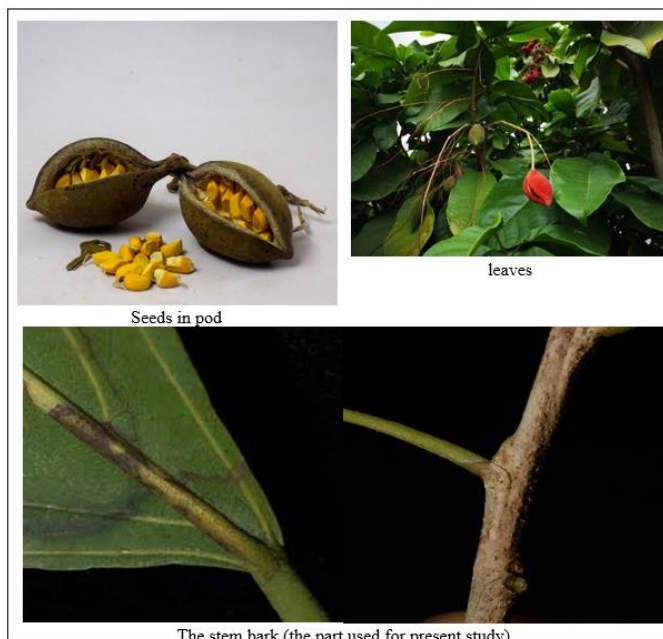 Seeds in pod
leaves
The stem bark (the part used for present study)